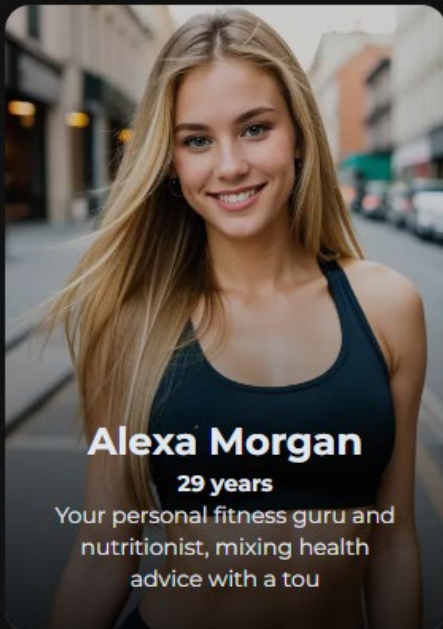 Alexa Morgan
29 years
Your personal fitness guru and
nutritionist, mixing health
advice with a tou